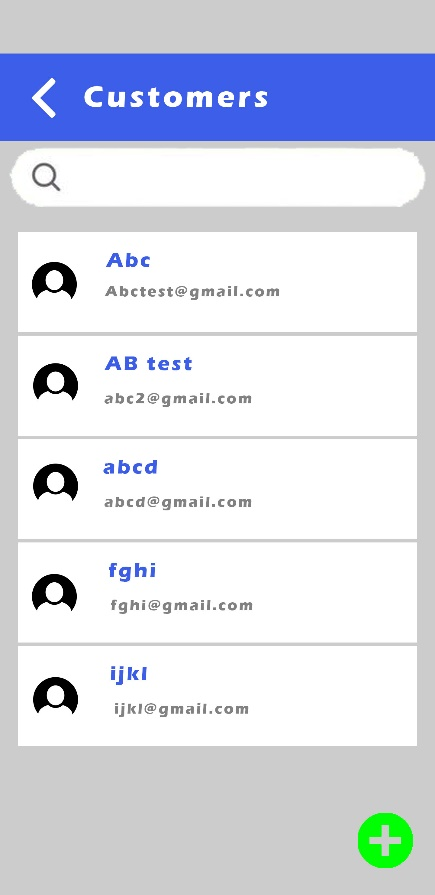 Customers
Abc
Abctest@gmail.com
AB test
abc2@gmail.com
abcd
abcd@gmail.com
fghi
fghi@gmail.com
ijkl
ijkl@gmail.com